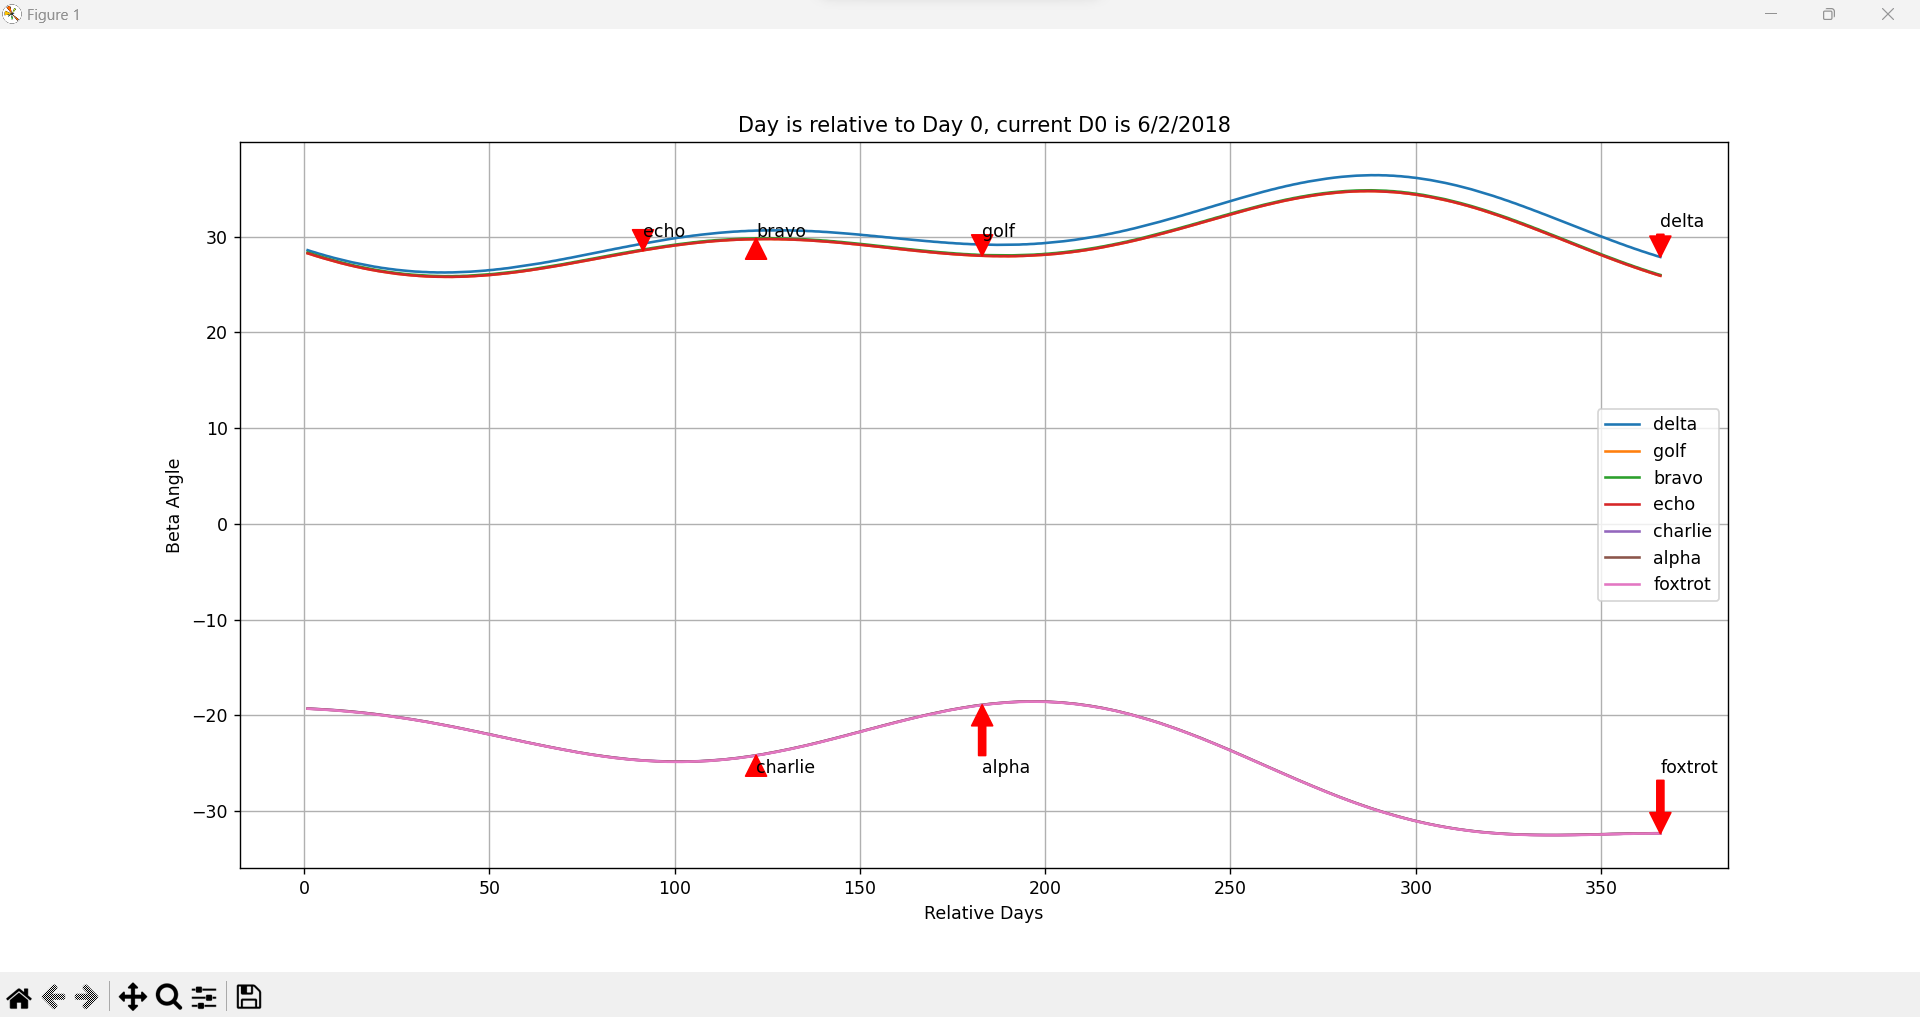 Figure 1
Day is relative to Day 0, current D0 is 6/2/2018
echo
bravo
golf
delta
30
20
10
0
−10
−20
−30
Beta Angle
delta
golf
bravo
echo
charlie
alpha
foxtrot
charlie
alpha
foxtrot
0 50 100 150 200 250 300 350
Relative Days